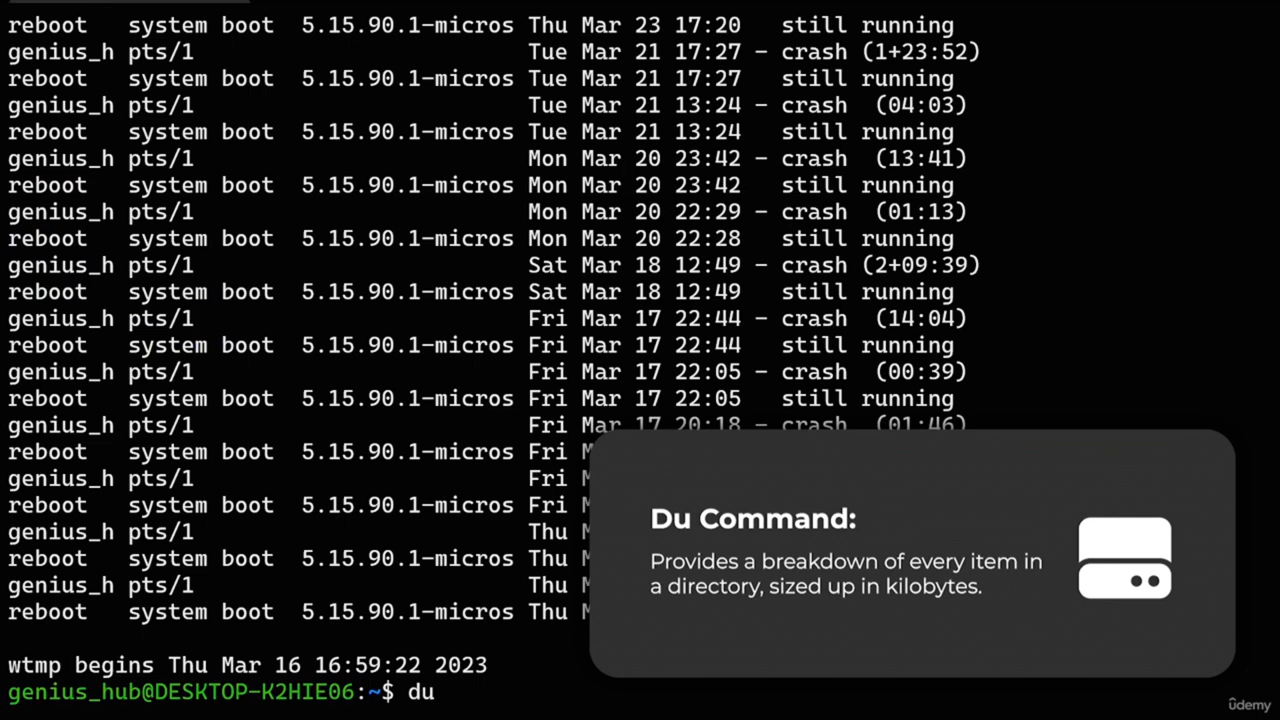 reboot   system boot  5.15.90.1-micros Thu Mar 23 17:20   still running
genius_h pts/1                         Tue Mar 21 17:27 - crash (1+23:52)
reboot   system boot  5.15.90.1-micros Tue Mar 21 17:27   still running
genius_h pts/1                         Tue Mar 21 13:24 - crash  (04:03)
reboot   system boot  5.15.90.1-micros Tue Mar 21 13:24   still running
genius_h pts/1                         Mon Mar 20 23:42 - crash  (13:41)
reboot   system boot  5.15.90.1-micros Mon Mar 20 23:42   still running
genius_h pts/1                         Mon Mar 20 22:29 - crash  (01:13)
reboot   system boot  5.15.90.1-micros Mon Mar 20 22:28   still running
genius_h pts/1                         Sat Mar 18 12:49 - crash (2+09:39)
reboot   system boot  5.15.90.1-micros Sat Mar 18 12:49   still running
genius_h pts/1                         Fri Mar 17 22:44 - crash  (14:04)
reboot   system boot  5.15.90.1-micros Fri Mar 17 22:44   still running
genius_h pts/1                         Fri Mar 17 22:05 - crash  (00:39)
reboot   system boot  5.15.90.1-micros Fri Mar 17 22:05   still running
genius_h pts/1                         Fri Mar 17 20:18 - crash  (01:46)
reboot   system boot  5.15.90.1-micros Fri
genius_h pts/1                         Fri
reboot   system boot  5.15.90.1-micros Fri
genius_h pts/1                         Thu
reboot   system boot  5.15.90.1-micros Thu
genius_h pts/1                         Thu
reboot   system boot  5.15.90.1-micros Thu
wtmp begins Thu Mar 16 16:59:22 2023
genius_hub@DESKTOP-K2HIE06:~$ du
Du Command:
Provides a breakdown of every item in
a directory, sized up in kilobytes.
ûdemy